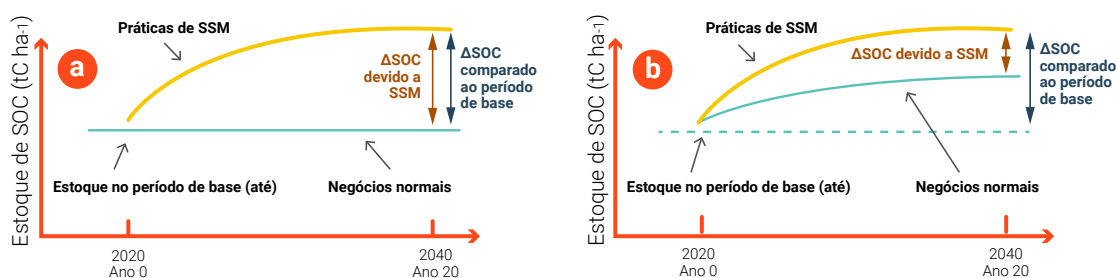 Estoque de SOC (tC ha-1)
a
Práticas de SSM
ΔSOC
devido a
SSM
ΔSOC
comparado
ao período
de base
Estoque no período de base (até)
Negócios normais
2020
Ano 0
2040
Ano 20
Estoque de SOC (tC ha-1)
b
Práticas de SSM
ΔSOC devido a SSM
ΔSOC
comparado ao
período
de base
Estoque no período de base (até)
Negócios normais
2020
Ano 0
2040
Ano 20